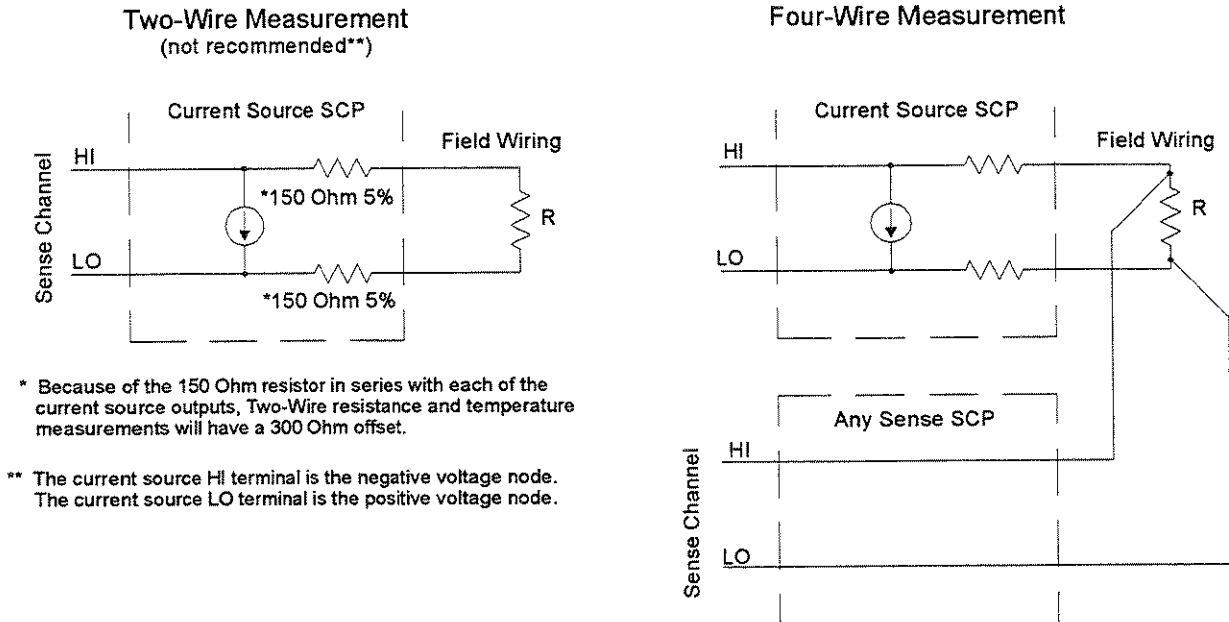 Two-Wire Measurement
(not recommended**)
Current Source SCP
Field Wiring
HI
*150 Ohm 5%
R
LO
*150 Ohm 5%
Sense Channel
* Because of the 150 Ohm resistor in series with each of the
current source outputs, Two-Wire resistance and temperature
measurements will have a 300 Ohm offset.
** The current source HI terminal is the negative voltage node.
The current source LO terminal is the positive voltage node.
Four-Wire Measurement
Current Source SCP
Field Wiring
HI
R
LO
Any Sense SCP
HI
Sense Channel
LO